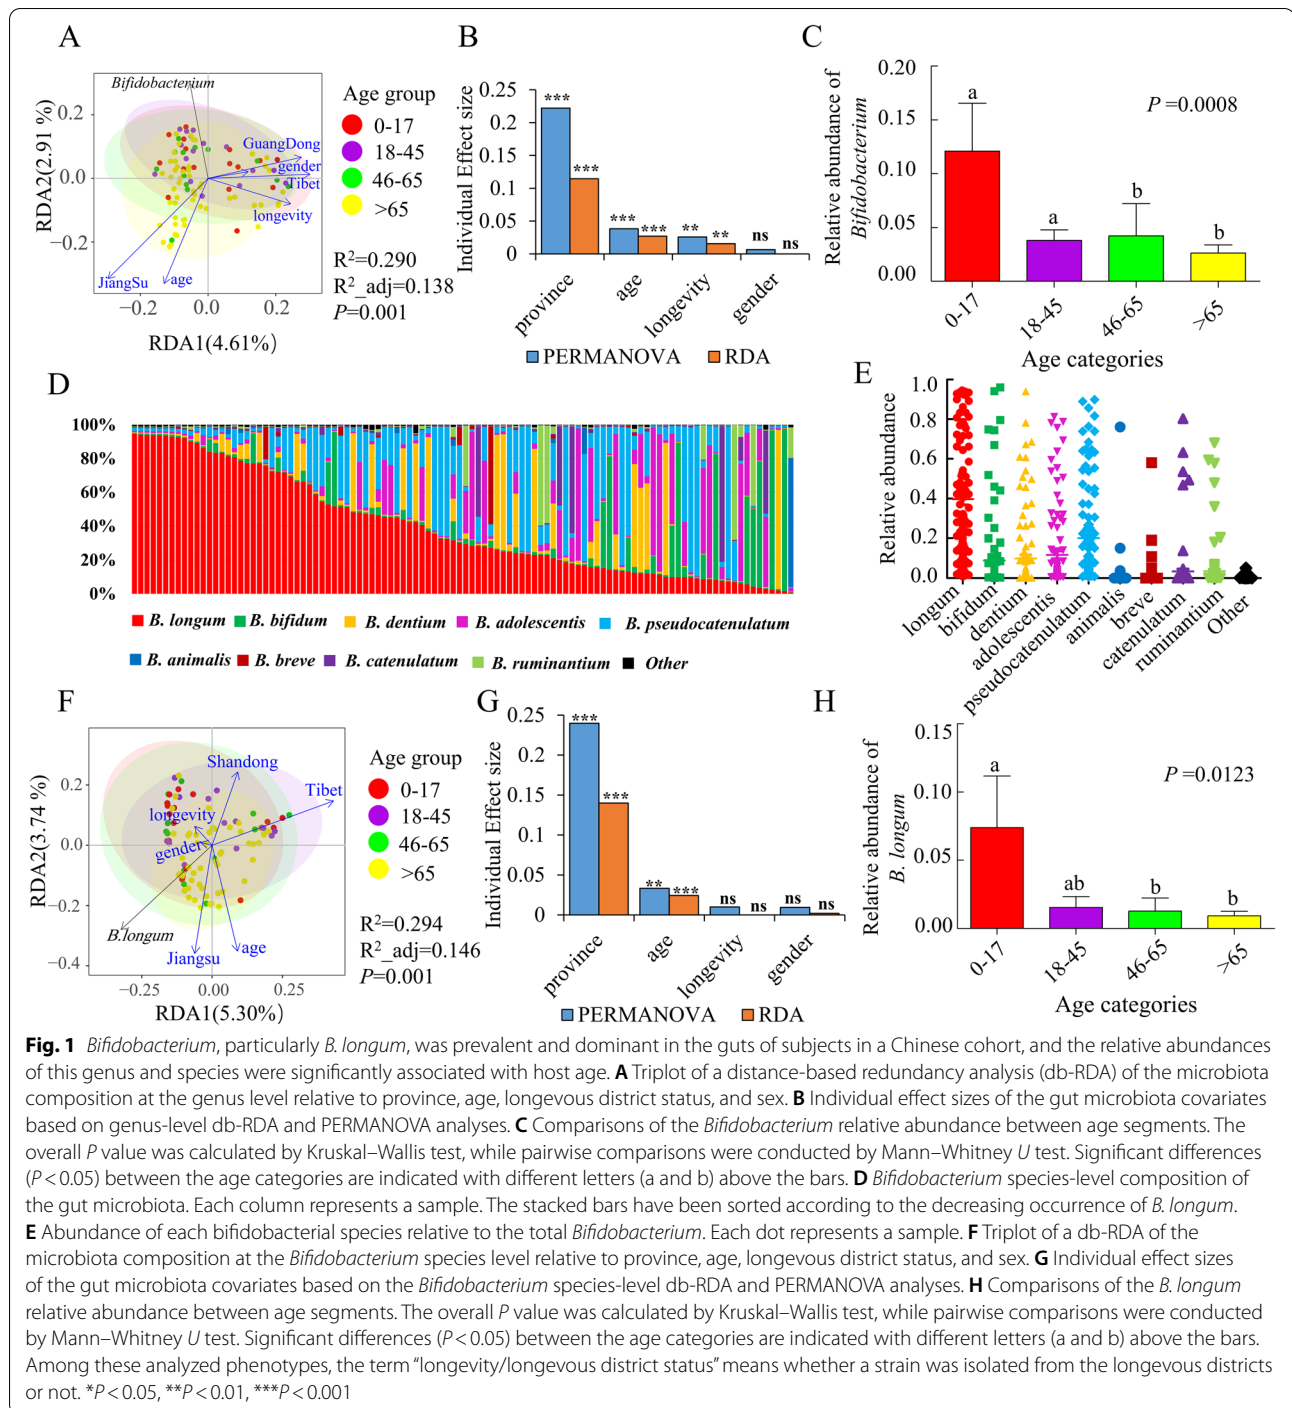 A
Bifidobacterium
GuangDong
gender
Tibet
longevity
JiangSu
age
0.2
0.0
−0.2
RDA2(2.91 %)
−0.2
0.0
0.2
RDA1(4.61%)
Age group
0-17
18-45
46-65
>65
R²=0.290
R²_adj=0.138
P=0.001
B
Individual Effect size
0.25
0.2
0.15
0.1
0.05
0
***
***
***
***
**
**
ns
ns
province
age
longevity
gender
PERMANOVA
RDA
C
Relative abundance of
Bifidobacterium
0.20
0.15
0.10
0.05
0.00
a
a
b
b
P =0.0008
0-17
18-45
46-65
>65
Age categories
D
100%
80%
60%
40%
20%
0%
B. longum
B. bifidum
B. dentium
B. adolescentis
B. pseudocatenulatum
B. animalis
B. breve
B. catenulatum
B. ruminantium
Other
E
Relative abundance
1.0
0.8
0.6
0.4
0.2
0.0
longum
bifidum
dentium
adolescentis
pseudocatenulatum
animalis
breve
catenulatum
ruminantium
Other
F
Shandong
Tibet
longevity
gender
B.longum
Jiangsu
age
0.2
0.0
−0.2
−0.4
RDA2(3.74 %)
−0.25
0.00
0.25
RDA1(5.30%)
Age group
0-17
18-45
46-65
>65
R²=0.294
R²_adj=0.146
P=0.001
G
Individual Effect size
0.25
0.2
0.15
0.1
0.05
0
***
***
**
***
ns
ns
ns
ns
province
age
longevity
gender
PERMANOVA
RDA
H
Relative abundance of
B. longum
0.15
0.10
0.05
0.00
a
ab
b
b
P =0.0123
0-17
18-45
46-65
>65
Age categories
Fig. 1 Bifidobacterium, particularly B. longum, was prevalent and dominant in the guts of subjects in a Chinese cohort, and the relative abundances
of this genus and species were significantly associated with host age. A Triplot of a distance-based redundancy analysis (db-RDA) of the microbiota
composition at the genus level relative to province, age, longevous district status, and sex. B Individual effect sizes of the gut microbiota covariates
based on genus-level db-RDA and PERMANOVA analyses. C Comparisons of the Bifidobacterium relative abundance between age segments. The
overall P value was calculated by Kruskal–Wallis test, while pairwise comparisons were conducted by Mann–Whitney U test. Significant differences
(P < 0.05) between the age categories are indicated with different letters (a and b) above the bars. D Bifidobacterium species-level composition of
the gut microbiota. Each column represents a sample. The stacked bars have been sorted according to the decreasing occurrence of B. longum.
E Abundance of each bifidobacterial species relative to the total Bifidobacterium. Each dot represents a sample. F Triplot of a db-RDA of the
microbiota composition at the Bifidobacterium species level relative to province, age, longevous district status, and sex. G Individual effect sizes
of the gut microbiota covariates based on the Bifidobacterium species-level db-RDA and PERMANOVA analyses. H Comparisons of the B. longum
relative abundance between age segments. The overall P value was calculated by Kruskal–Wallis test, while pairwise comparisons were conducted
by Mann–Whitney U test. Significant differences (P < 0.05) between the age categories are indicated with different letters (a and b) above the bars.
Among these analyzed phenotypes, the term “longevity/longevous district status” means whether a strain was isolated from the longevous districts
or not. *P < 0.05, **P < 0.01, ***P < 0.001